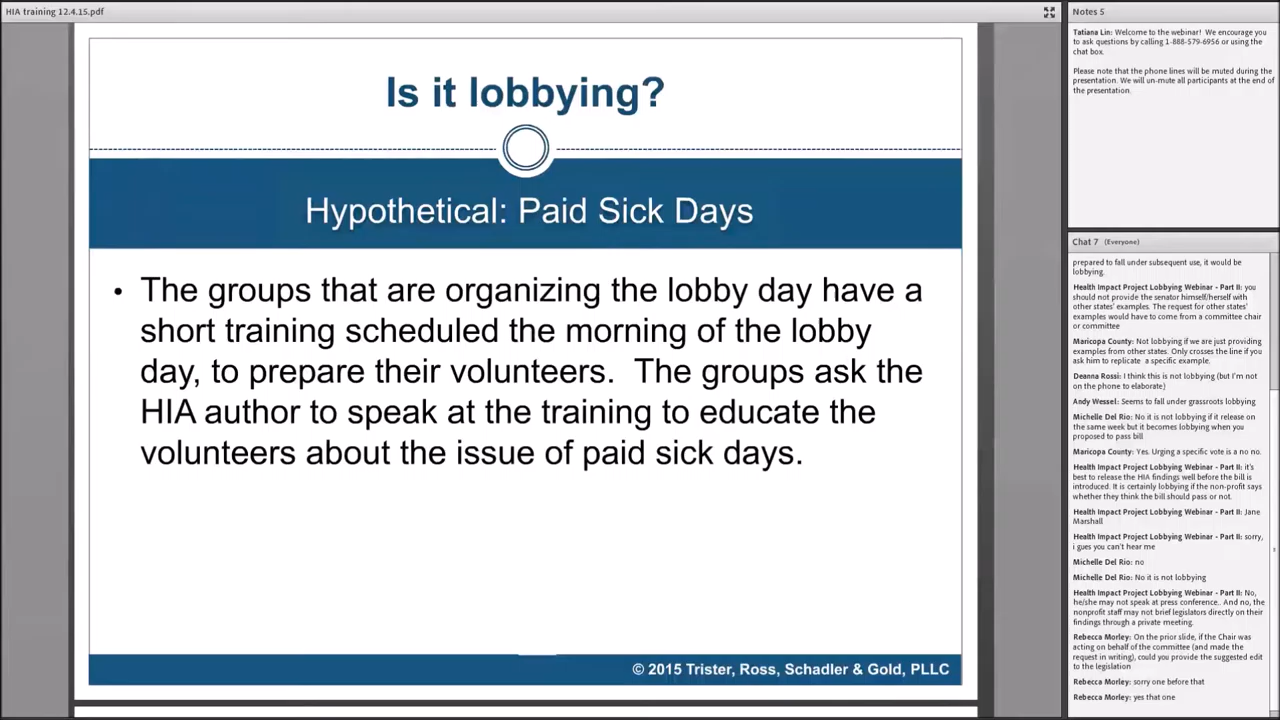 HIA training 12.4.15.pdf
Is it lobbying?
Hypothetical: Paid Sick Days
• The groups that are organizing the lobby day have a
short training scheduled the morning of the lobby
day, to prepare their volunteers.  The groups ask the
HIA author to speak at the training to educate the
volunteers about the issue of paid sick days.
© 2015 Trister, Ross, Schadler & Gold, PLLC
Notes 5
Tatiana Lin: Welcome to the webinar!  We encourage you
to ask questions by calling 1-888-579-6956 or using the
chat box.
Please note that the phone lines will be muted during the
presentation. We will un-mute all participants at the end of
the presentation.
Chat 7 (Everyone)
prepared to fall under subsequent use, it would be
lobbying.
Health Impact Project Lobbying Webinar - Part II: you
should not provide the senator himself/herself with
other states' examples. The request for other states'
examples would have to come from a committee chair
or committee
Maricopa County: Not lobbying if we are just providing
examples from other states. Only crosses the line if you
ask him to replicate  a specific example.
Deanna Rossi: I think this is not lobbying (but I'm not
on the phone to elaborate)
Andy Wessel: Seems to fall under grassroots lobbying
Michelle Del Rio: No it is not lobbying if it release on
the same week but it becomes lobbying when you
proposed to pass bill
Maricopa County: Yes. Urging a specific vote is a no no.
Health Impact Project Lobbying Webinar - Part II: it's
best to release the HIA findings well before the bill is
introduced. It is certainly lobbying if the non-profit says
whether they think the bill should pass or not.
Health Impact Project Lobbying Webinar - Part II: Jane
Marshall
Health Impact Project Lobbying Webinar - Part II: sorry,
i gues you can't hear me
Michelle Del Rio: no
Michelle Del Rio: No it is not lobbying
Health Impact Project Lobbying Webinar - Part II: No,
he/she may not speak at press conference.. And no, the
nonprofit staff may not brief legislators directly on their
findings through a private meeting.
Rebecca Morley: On the prior slide, if the Chair was
acting on behalf of the committee (and made the
request in writing), could you provide the suggested edit
to the legislation
Rebecca Morley: sorry one before that
Rebecca Morley: yes that one